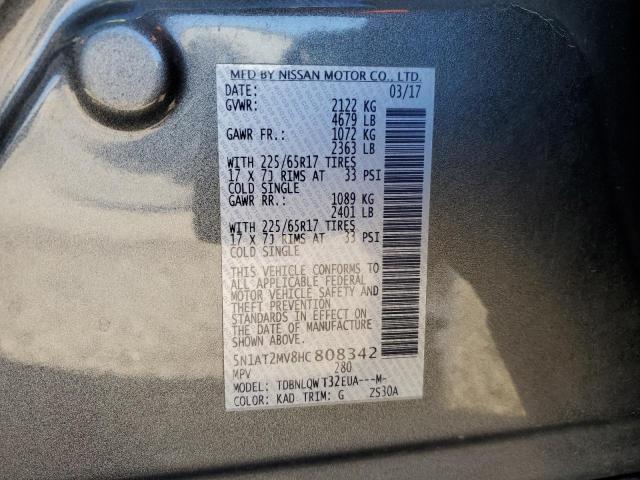 MFD BY NISSAN MOTOR CO., LTD.
DATE: 03/17
GVWR: 2122 KG
4679 LB
GAWR FR.: 1072 KG
2363 LB
WITH 225/65R17 TIRES
17 X 7J RIMS AT 33 PSI
COLD SINGLE
GAWR RR.: 1089 KG
2401 LB
WITH 225/65R17 TIRES
17 X 7J RIMS AT 33 PSI
COLD SINGLE
THIS VEHICLE CONFORMS TO
ALL APPLICABLE FEDERAL
MOTOR VEHICLE SAFETY AND
THEFT PREVENTION
STANDARDS IN EFFECT ON
THE DATE OF MANUFACTURE
SHOWN ABOVE.
5N1AT2MV8HC808342
MPV 280
MODEL: TDBNLQWT32EUA---M-
COLOR: KAD TRIM: G ZS30A